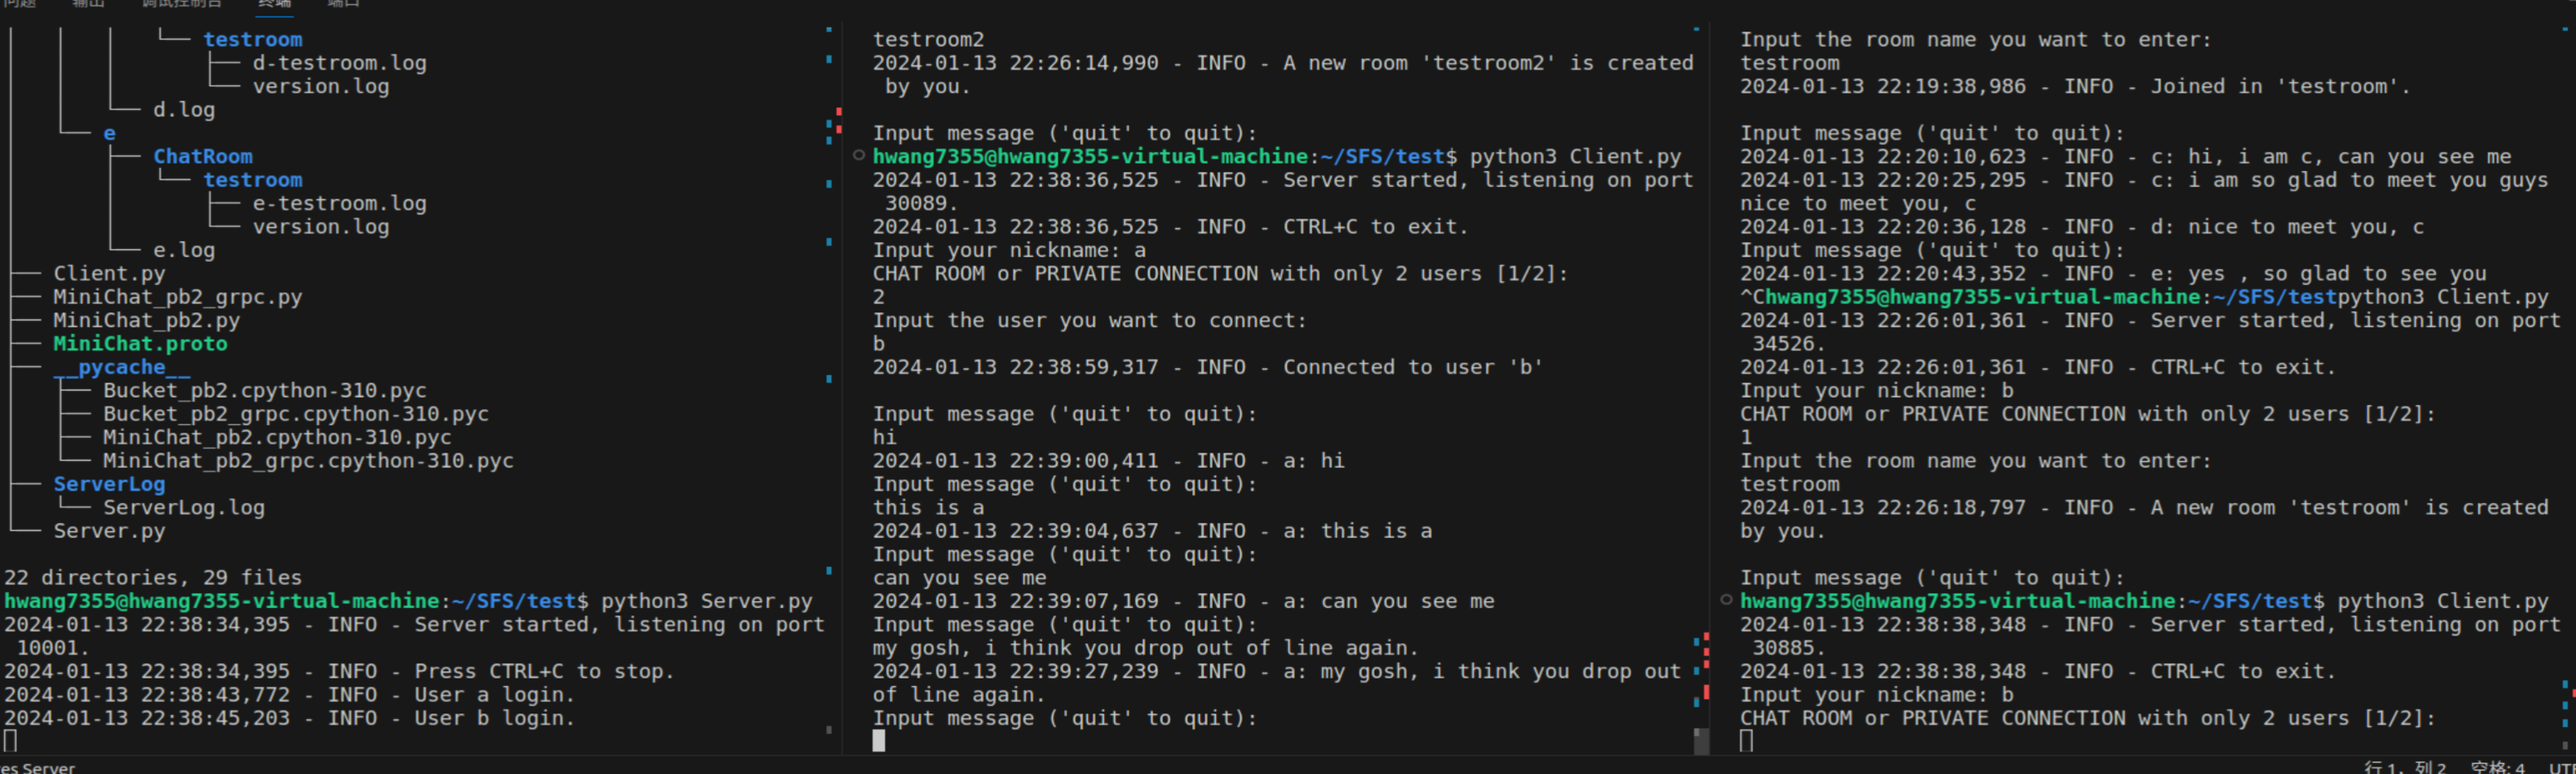 问题 输出 调试控制台 终端 端口
│ │ │ └── testroom
│ │ │ ├── d-testroom.log
│ │ │ └── version.log
│ │ └── d.log
│ └── e
│ ├── ChatRoom
│ │ └── testroom
│ │ ├── e-testroom.log
│ │ └── version.log
│ └── e.log
├── Client.py
├── MiniChat_pb2_grpc.py
├── MiniChat_pb2.py
├── MiniChat.proto
├── __pycache__
│ ├── Bucket_pb2.cpython-310.pyc
│ ├── Bucket_pb2_grpc.cpython-310.pyc
│ ├── MiniChat_pb2.cpython-310.pyc
│ └── MiniChat_pb2_grpc.cpython-310.pyc
├── ServerLog
│ └── ServerLog.log
└── Server.py
22 directories, 29 files
hwang7355@hwang7355-virtual-machine:~/SFS/test$ python3 Server.py
2024-01-13 22:38:34,395 - INFO - Server started, listening on port
10001.
2024-01-13 22:38:34,395 - INFO - Press CTRL+C to stop.
2024-01-13 22:38:43,772 - INFO - User a login.
2024-01-13 22:38:45,203 - INFO - User b login.
testroom2
2024-01-13 22:26:14,990 - INFO - A new room 'testroom2' is created
by you.
Input message ('quit' to quit):
hwang7355@hwang7355-virtual-machine:~/SFS/test$ python3 Client.py
2024-01-13 22:38:36,525 - INFO - Server started, listening on port
30089.
2024-01-13 22:38:36,525 - INFO - CTRL+C to exit.
Input your nickname: a
CHAT ROOM or PRIVATE CONNECTION with only 2 users [1/2]:
2
Input the user you want to connect:
b
2024-01-13 22:38:59,317 - INFO - Connected to user 'b'
Input message ('quit' to quit):
hi
2024-01-13 22:39:00,411 - INFO - a: hi
Input message ('quit' to quit):
this is a
2024-01-13 22:39:04,637 - INFO - a: this is a
Input message ('quit' to quit):
can you see me
2024-01-13 22:39:07,169 - INFO - a: can you see me
Input message ('quit' to quit):
my gosh, i think you drop out of line again.
2024-01-13 22:39:27,239 - INFO - a: my gosh, i think you drop out
of line again.
Input message ('quit' to quit):
Input the room name you want to enter:
testroom
2024-01-13 22:19:38,986 - INFO - Joined in 'testroom'.
Input message ('quit' to quit):
2024-01-13 22:20:10,623 - INFO - c: hi, i am c, can you see me
2024-01-13 22:20:25,295 - INFO - c: i am so glad to meet you guys
nice to meet you, c
2024-01-13 22:20:36,128 - INFO - d: nice to meet you, c
Input message ('quit' to quit):
2024-01-13 22:20:43,352 - INFO - e: yes , so glad to see you
^Chwang7355@hwang7355-virtual-machine:~/SFS/testpython3 Client.py
2024-01-13 22:26:01,361 - INFO - Server started, listening on port
34526.
2024-01-13 22:26:01,361 - INFO - CTRL+C to exit.
Input your nickname: b
CHAT ROOM or PRIVATE CONNECTION with only 2 users [1/2]:
1
Input the room name you want to enter:
testroom
2024-01-13 22:26:18,797 - INFO - A new room 'testroom' is created
by you.
Input message ('quit' to quit):
hwang7355@hwang7355-virtual-machine:~/SFS/test$ python3 Client.py
2024-01-13 22:38:38,348 - INFO - Server started, listening on port
30885.
2024-01-13 22:38:38,348 - INFO - CTRL+C to exit.
Input your nickname: b
CHAT ROOM or PRIVATE CONNECTION with only 2 users [1/2]:
es Server 行 1，列 2 空格: 4 UT